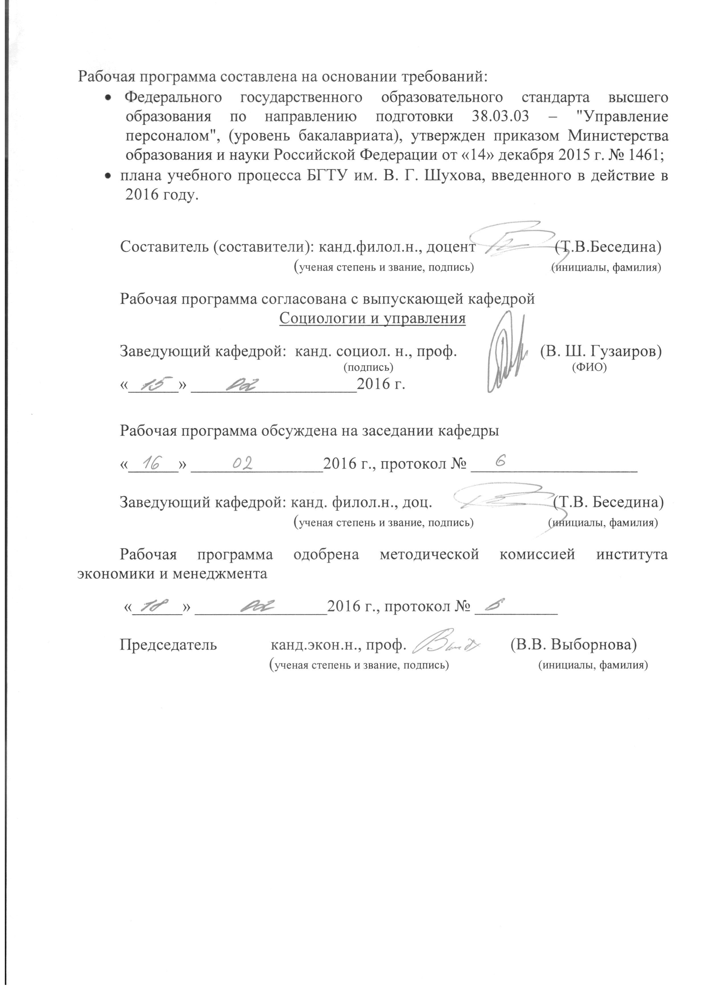 Рабочая программа составлена на основании требований:
• Федерального государственного образовательного стандарта высшего
образования по направлению подготовки 38.03.03 – "Управление
персоналом", (уровень бакалавриата), утвержден приказом Министерства
образования и науки Российской Федерации от «14» декабря 2015 г. № 1461;
• плана учебного процесса БГТУ им. В. Г. Шухова, введенного в действие в
2016 году.
Составитель (составители): канд.филол.н., доцент (Т.В.Беседина)
(ученая степень и звание, подпись) (инициалы, фамилия)
Рабочая программа согласована с выпускающей кафедрой
Социологии и управления
Заведующий кафедрой: канд. социол. н., проф. (В. Ш. Гузаиров)
(подпись) (ФИО)
«15» 02 2016 г.
Рабочая программа обсуждена на заседании кафедры
«16» 02 2016 г., протокол № 6
Заведующий кафедрой: канд. филол.н., доц. (Т.В. Беседина)
(ученая степень и звание, подпись) (инициалы, фамилия)
Рабочая программа одобрена методической комиссией института
экономики и менеджмента
«18» 02 2016 г., протокол №
Председатель канд.экон.н., проф. (В.В. Выборнова)
(ученая степень и звание, подпись) (инициалы, фамилия)